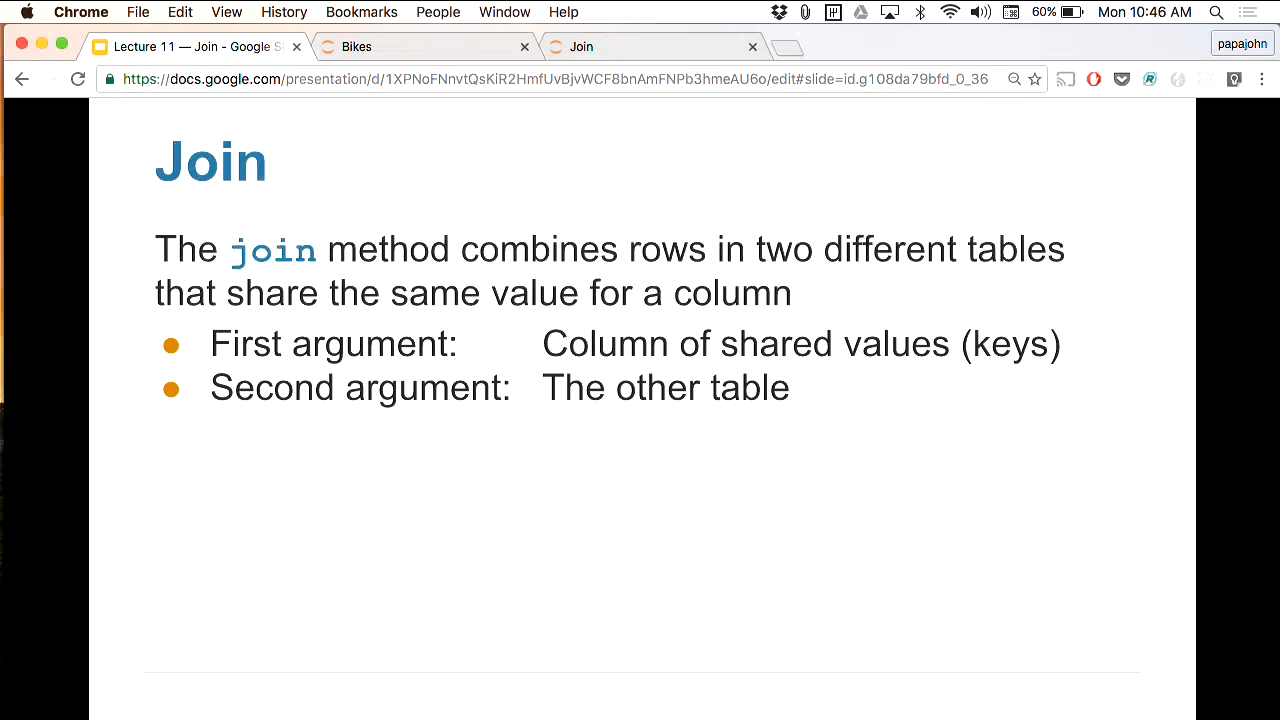 Chrome File Edit View History Bookmarks People Window Help 60% Mon 10:46 AM
Lecture 11 — Join - Google S Bikes Join papajohn
https://docs.google.com/presentation/d/1XPNoFNnvtQsKiR2HmfUvBjvWCF8bnAmFNPb3hmeAU6o/edit#slide=id.g108da79bfd_0_36
Join
The join method combines rows in two different tables
that share the same value for a column
● First argument: Column of shared values (keys)
● Second argument: The other table